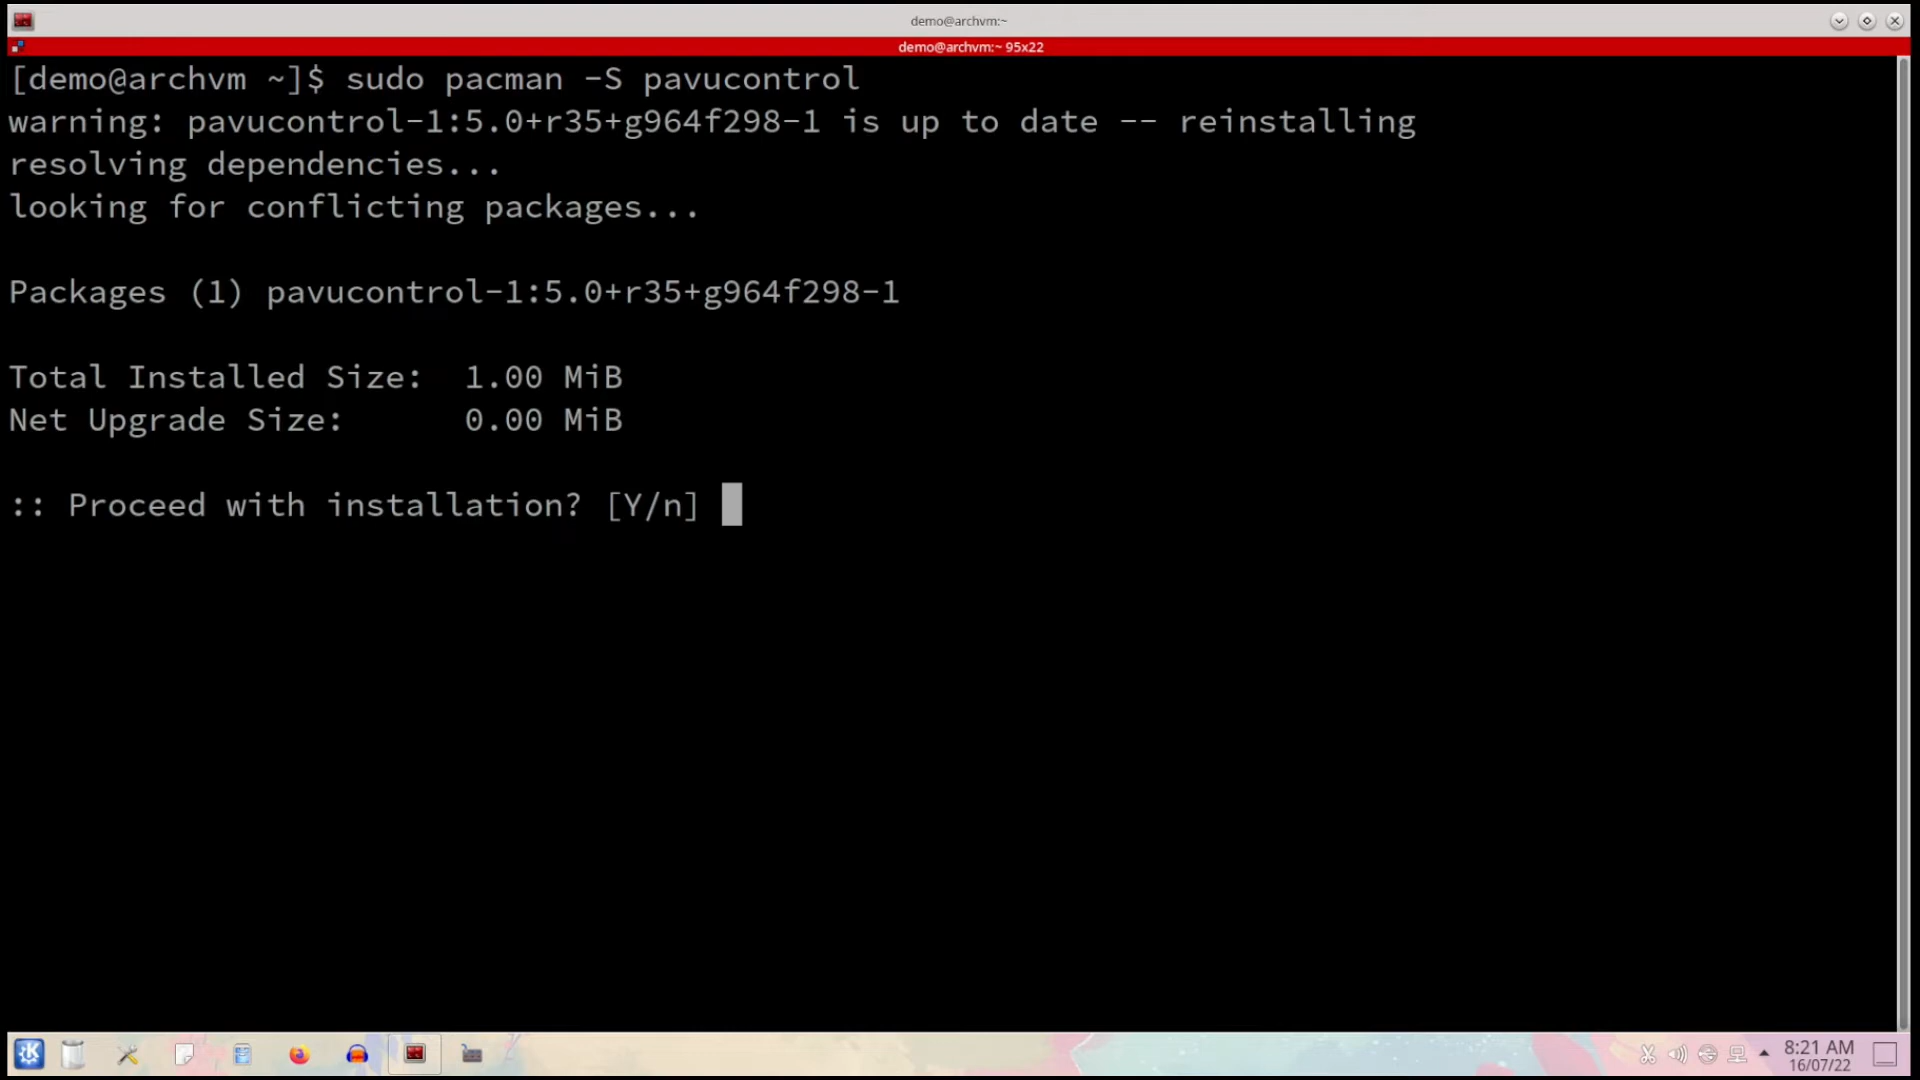 demo@archvm:~
demo@archvm:~ 95x22
[demo@archvm ~]$ sudo pacman -S pavucontrol
warning: pavucontrol-1:5.0+r35+g964f298-1 is up to date -- reinstalling
resolving dependencies...
looking for conflicting packages...
Packages (1) pavucontrol-1:5.0+r35+g964f298-1
Total Installed Size:  1.00 MiB
Net Upgrade Size:      0.00 MiB
:: Proceed with installation? [Y/n]
8:21 AM
16/07/22